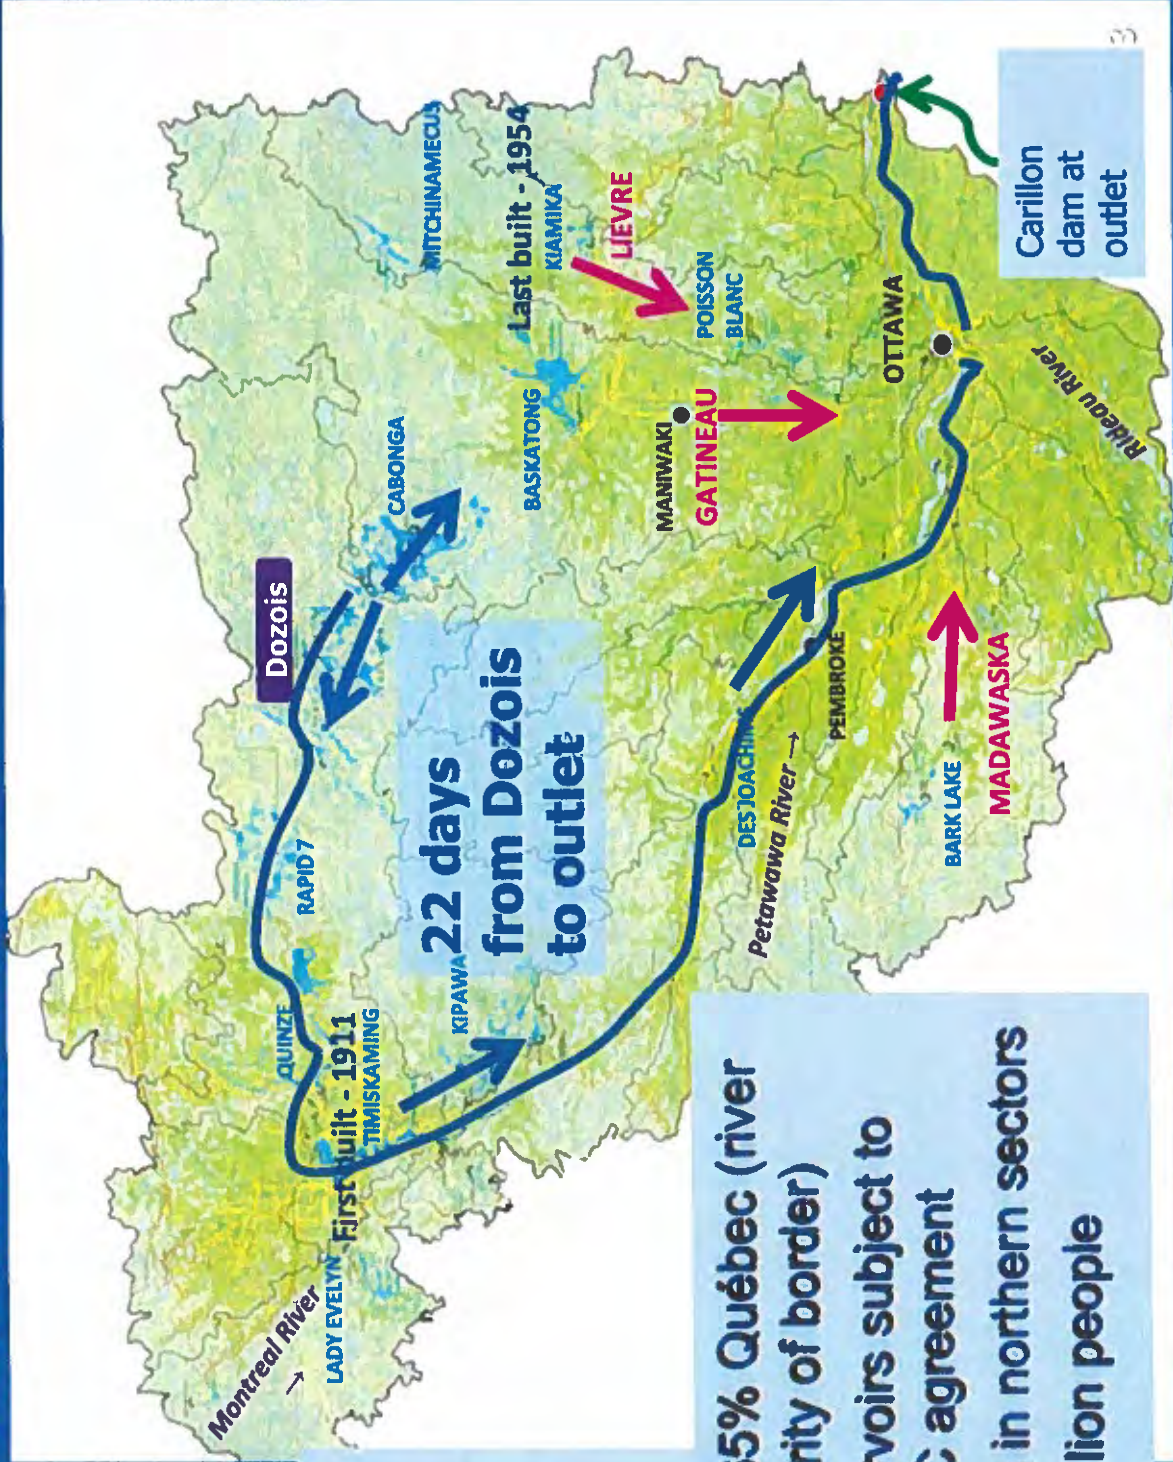 3
MITCHINAMECUS
Last built - 1954
KIAMIKA
LIEVRE
CABONGA
BASKATONG
POISSON
BLANC
Dozois
MANIWAKI
GATINEAU
OTTAWA
Carillon
dam at
outlet
Rideou River
22 days
from Dozois
to outlet
RAPID 7
QUINZE
KIPAWA
First built - 1911
TIMISKAMING
LADY EVELYN
Montreal River →
DES JOACHIMS
PEMBROKE
Petawawa River →
BARK LAKE
MADAWASKA
5% Québec (river
rity of border)
voirs subject to
agreement
in northern sectors
lion people